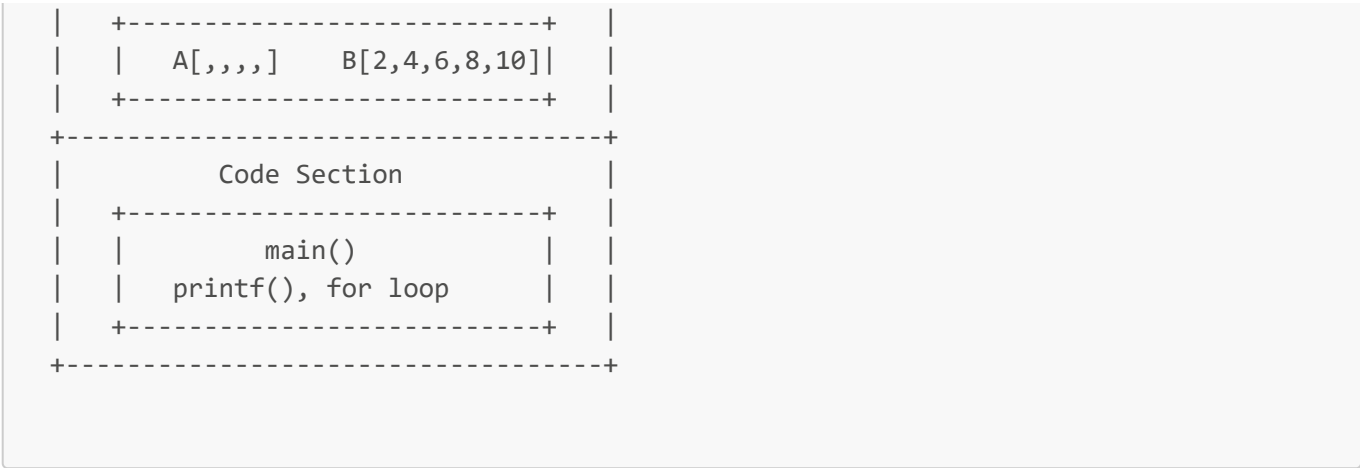 |   +---------------------------+   |
|   |   A[,,,,]    B[2,4,6,8,10]|   |
|   +---------------------------+   |
+-----------------------------------+
|          Code Section             |
|   +---------------------------+   |
|   |         main()            |   |
|   |   printf(), for loop      |   |
|   +---------------------------+   |
+-----------------------------------+